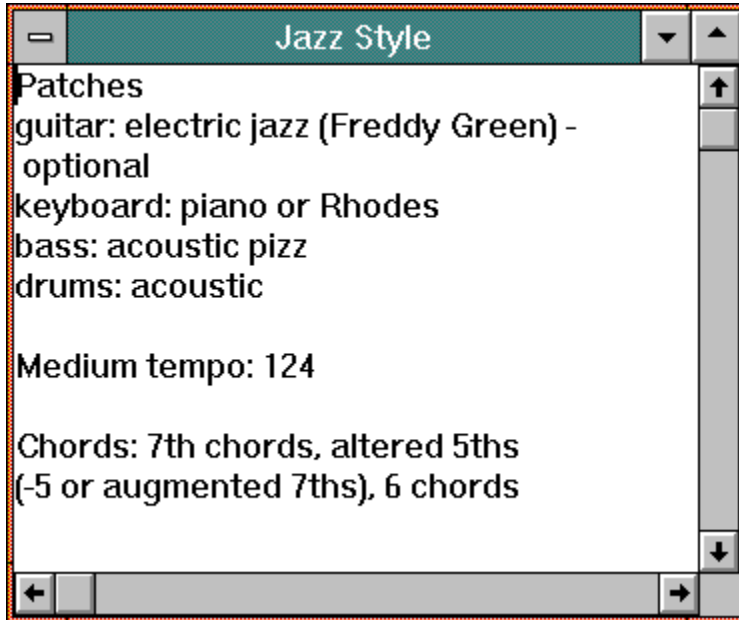 Jazz Style
Patches
guitar: electric jazz (Freddy Green) -
optional
keyboard: piano or Rhodes
bass: acoustic pizz
drums: acoustic
Medium tempo: 124
Chords: 7th chords, altered 5ths
(-5 or augmented 7ths), 6 chords